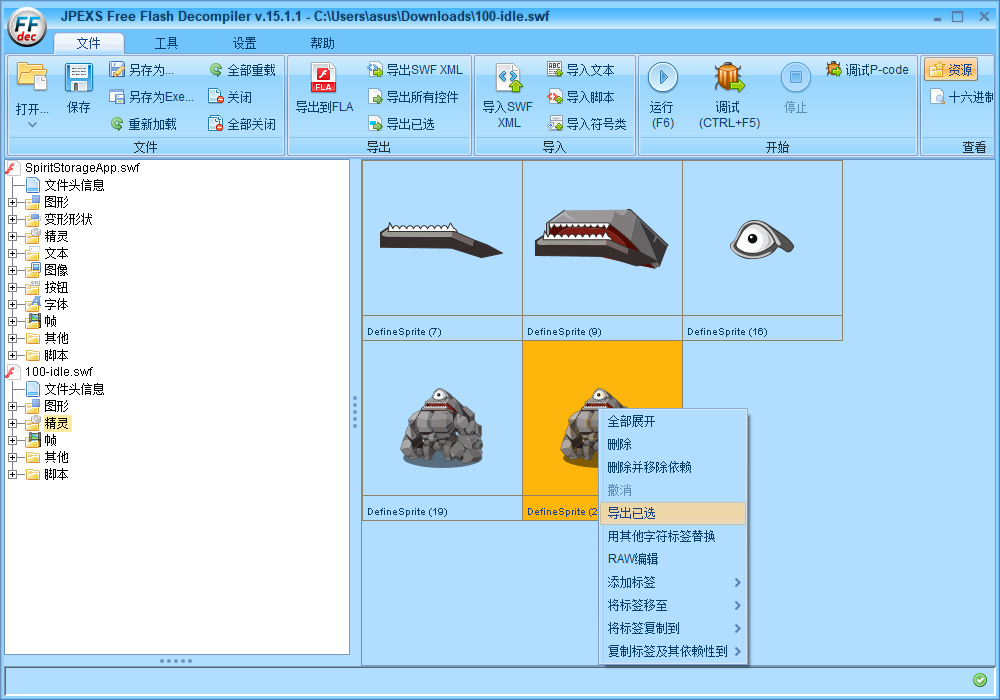 FF
dec
JPEXS Free Flash Decompiler v.15.1.1 - C:\Users\asus\Downloads\100-idle.swf
文件
工具
设置
帮助
打开...
保存
另存为...
另存为Exe...
重新加载
全部重载
关闭
全部关闭
文件
FLA
导出到FLA
导出SWF XML
导出所有控件
导出已选
导出
导入SWF
XML
导入文本
导入脚本
导入符号类
导入
运行
(F6)
调试
(CTRL+F5)
停止
调试P-code
开始
资源
十六进制
查看
SpiritStorageApp.swf
文件头信息
图形
变形形状
精灵
文本
图像
按钮
字体
帧
其他
脚本
100-idle.swf
文件头信息
图形
精灵
帧
其他
脚本
DefineSprite (7)
DefineSprite (9)
DefineSprite (16)
DefineSprite (19)
DefineSprite (2
全部展开
删除
删除并移除依赖
撤消
导出已选
用其他字符标签替换
RAW编辑
添加标签
将标签移至
将标签复制到
复制标签及其依赖性到